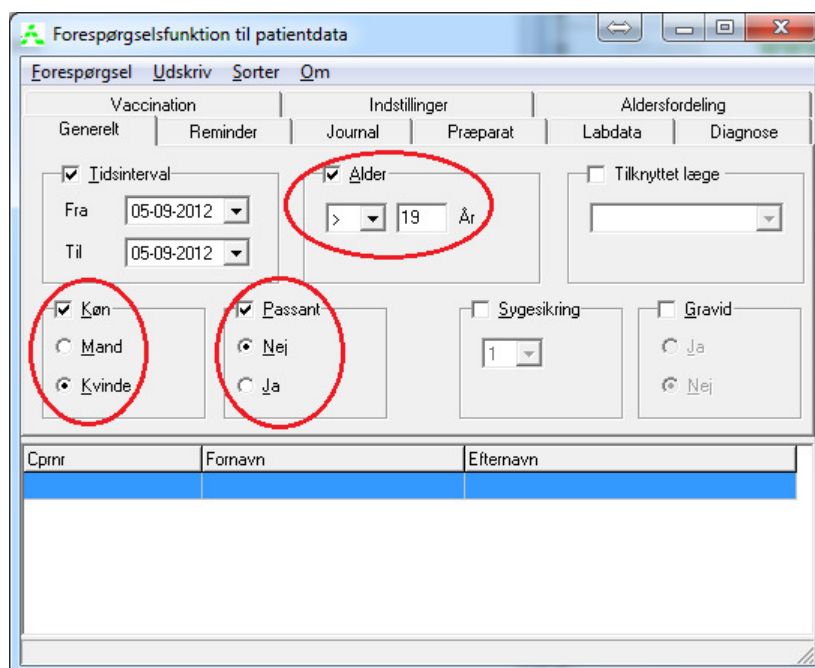 Forespørgselsfunktion til patientdata
Forespørgsel Udskriv Sorter Om
Vaccination Indstillinger Aldersfordeling
Generelt Reminder Journal Præparat Labdata Diagnose
Tidsinterval Alder Tilknyttet læge
Fra 05-09-2012 > 19 År
Til 05-09-2012
Køn Passant Sygesikring Gravid
Mand Nej 1 Ja
Kvinde Ja Nej
Cprnr Fornavn Efternavn